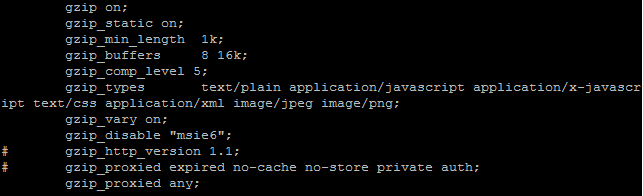 gzip on;
gzip_static on;
gzip_min_length  1k;
gzip_buffers     8 16k;
gzip_comp_level 5;
gzip_types       text/plain application/javascript application/x-javascr
ipt text/css application/xml image/jpeg image/png;
gzip_vary on;
gzip_disable "msie6";
#       gzip_http_version 1.1;
#       gzip_proxied expired no-cache no-store private auth;
gzip_proxied any;